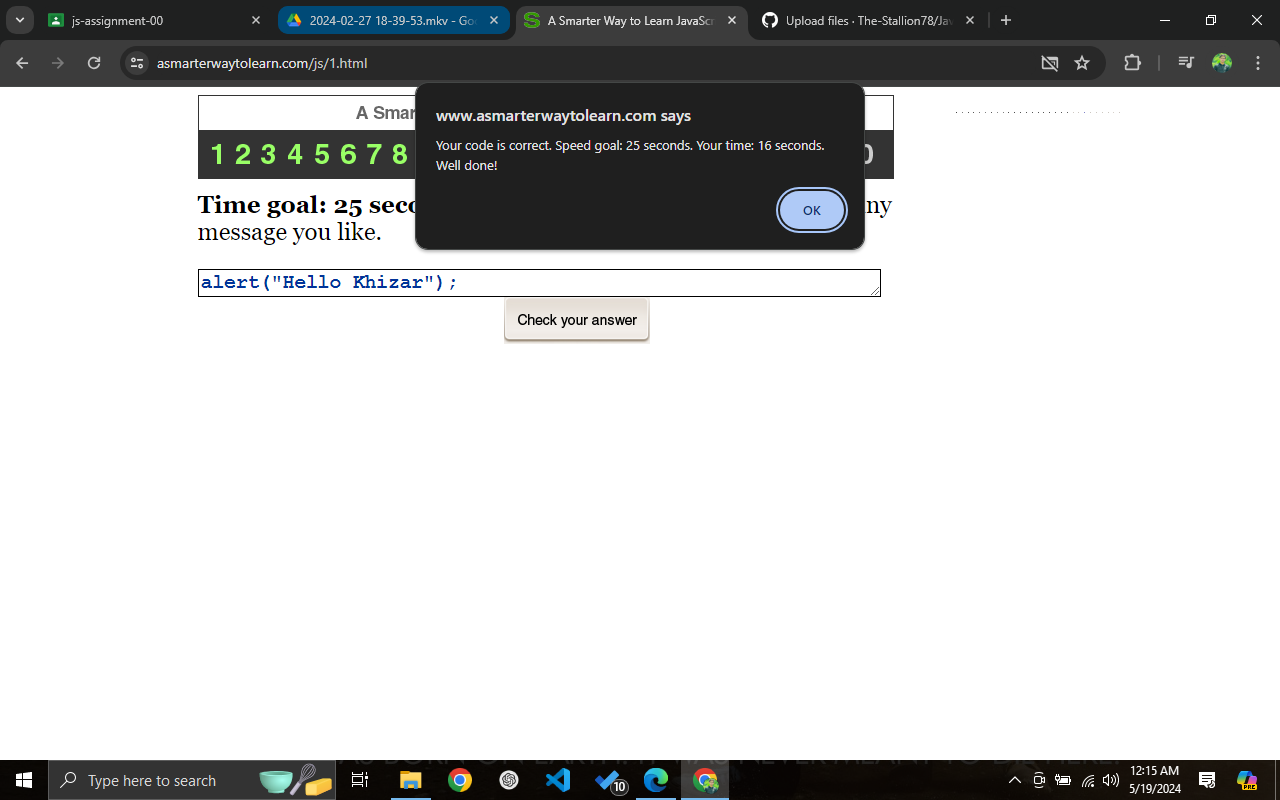 js-assignment-00
2024-02-27 18-39-53.mkv - Goo
A Smarter Way to Learn JavaScr
Upload files · The-Stallion78/Jav
asmarterwaytolearn.com/js/1.html
A Smar
www.asmarterwaytolearn.com says
Your code is correct. Speed goal: 25 seconds. Your time: 16 seconds.
Well done!
OK
1 2 3 4 5 6 7 8
0
Time goal: 25 seco
ny
message you like.
alert("Hello Khizar");
Check your answer
Type here to search
10
PRE
12:15 AM
5/19/2024